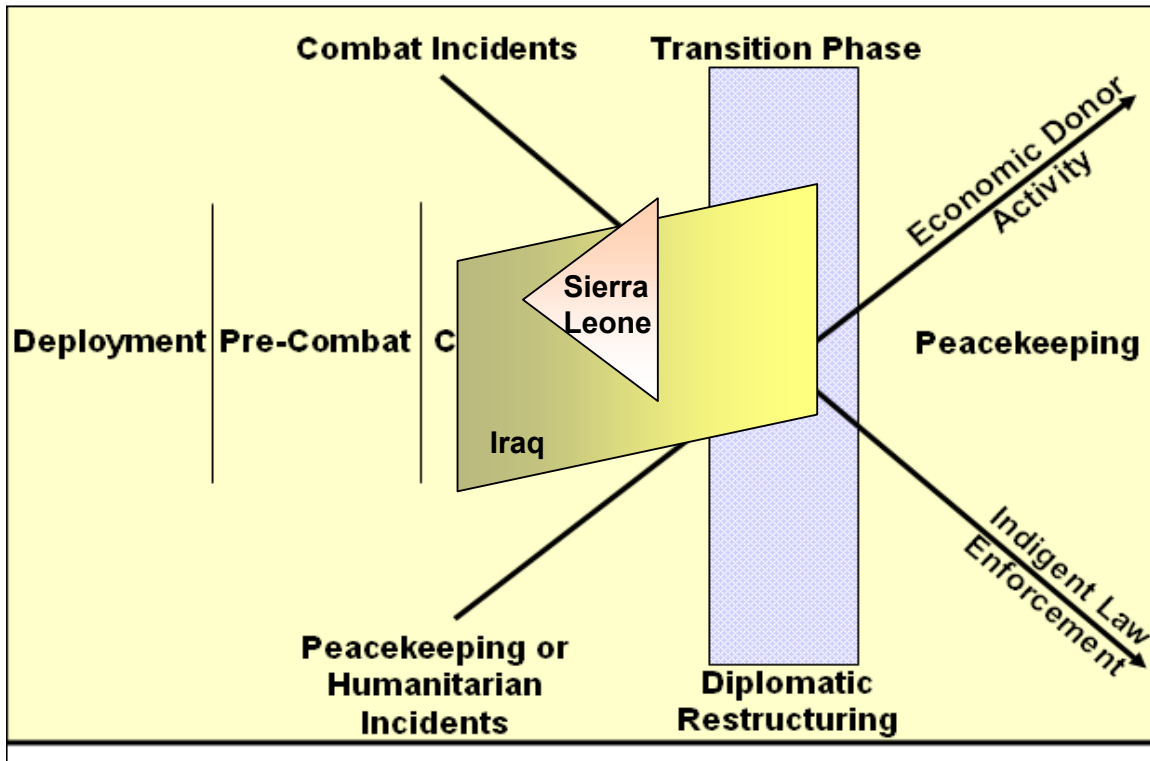 Combat Incidents
Transition Phase
Economic Donor
Activity
Sierra
Leone
Deployment
Pre-Combat
C
Peacekeeping
Iraq
Indigent Law
Enforcement
Peacekeeping or
Humanitarian
Incidents
Diplomatic
Restructuring